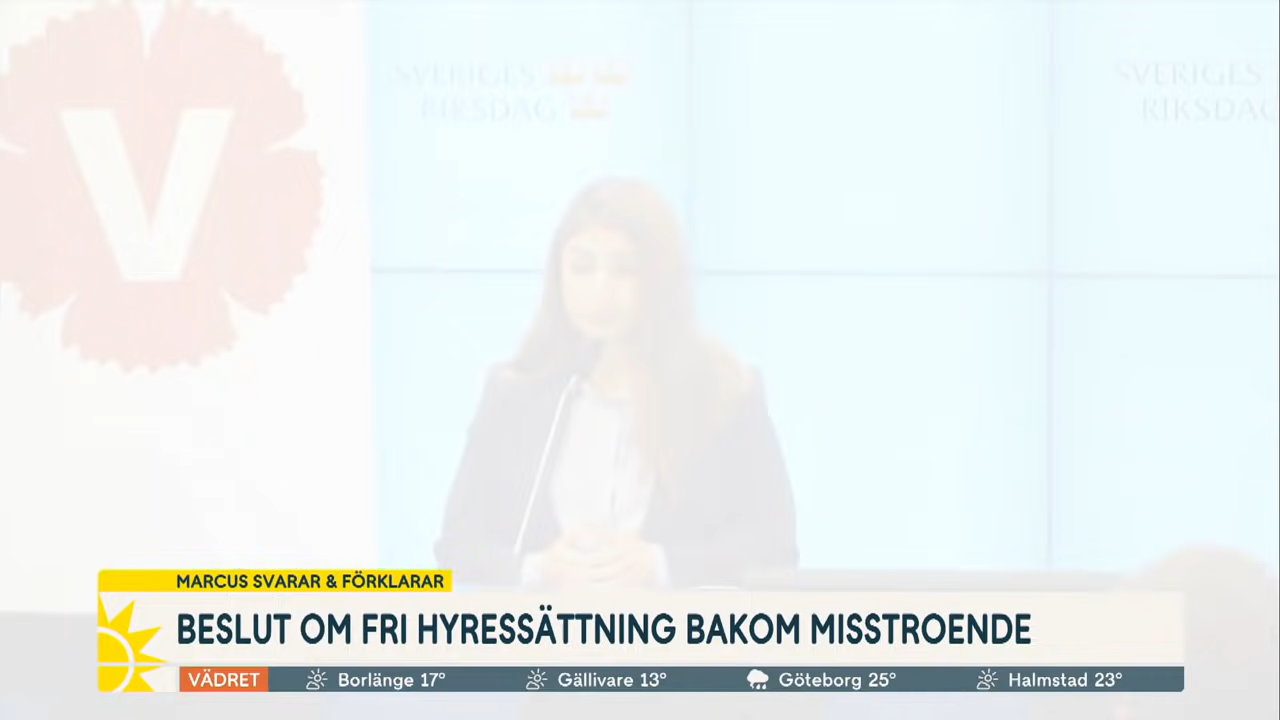 V
SVERIGES
RIKSDAG
SVERIGES
RIKSDAG
MARCUS SVARAR & FÖRKLARAR
BESLUT OM FRI HYRESSÄTTNING BAKOM MISSTROENDE
VÄDRET Borlänge 17° Gällivare 13° Göteborg 25° Halmstad 23°